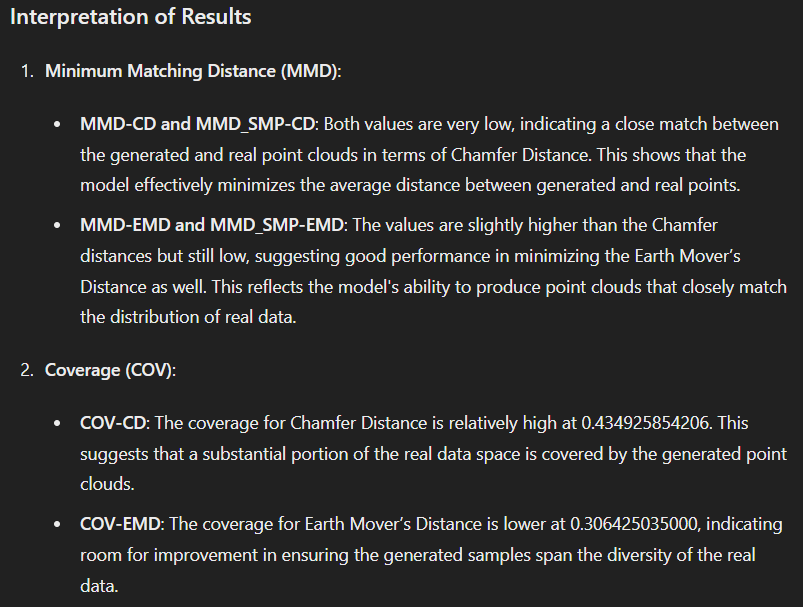 Interpretation of Results
1. Minimum Matching Distance (MMD):
• MMD-CD and MMD_SMP-CD: Both values are very low, indicating a close match between
the generated and real point clouds in terms of Chamfer Distance. This shows that the
model effectively minimizes the average distance between generated and real points.
• MMD-EMD and MMD_SMP-EMD: The values are slightly higher than the Chamfer
distances but still low, suggesting good performance in minimizing the Earth Mover’s
Distance as well. This reflects the model's ability to produce point clouds that closely match
the distribution of real data.
2. Coverage (COV):
• COV-CD: The coverage for Chamfer Distance is relatively high at 0.434925854206. This
suggests that a substantial portion of the real data space is covered by the generated point
clouds.
• COV-EMD: The coverage for Earth Mover’s Distance is lower at 0.306425035000, indicating
room for improvement in ensuring the generated samples span the diversity of the real
data.